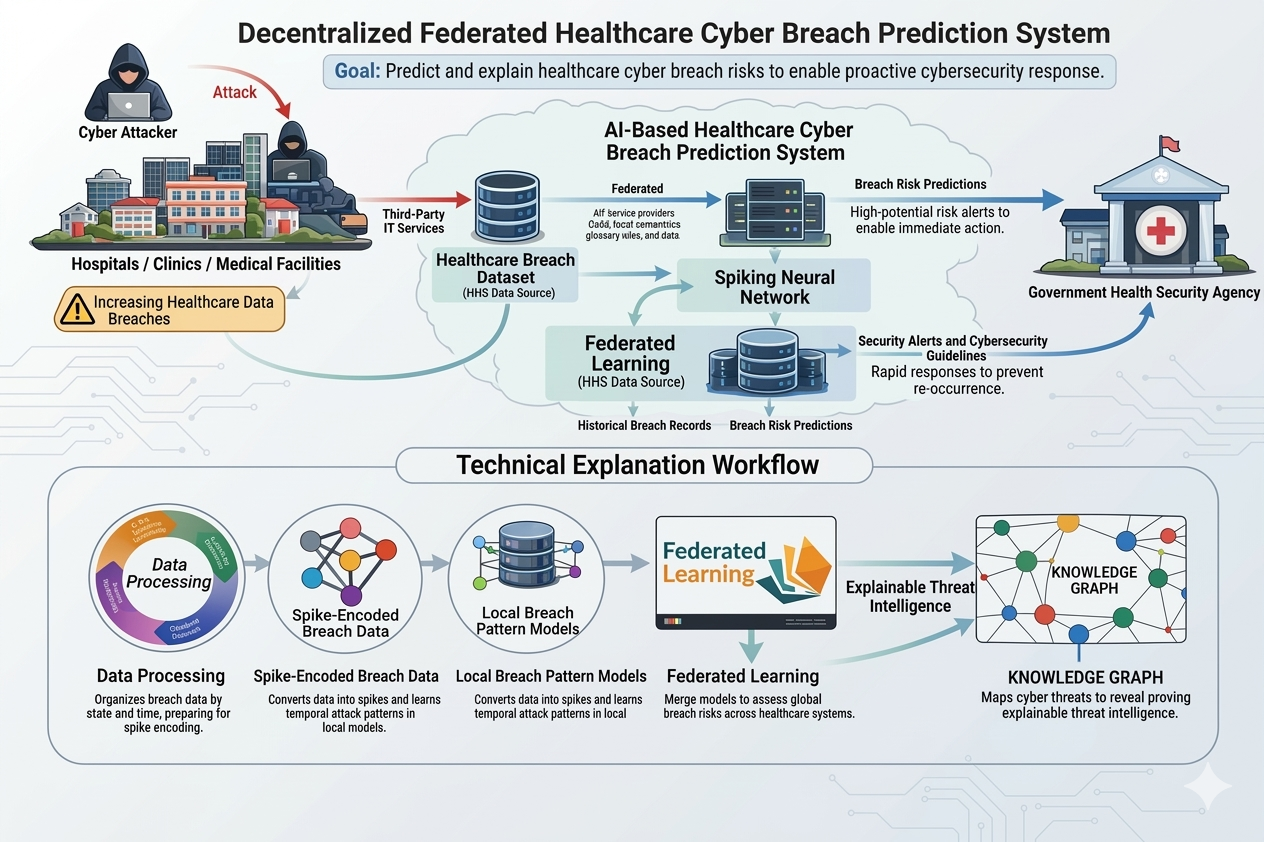 Decentralized Federated Healthcare Cyber Breach Prediction System
Goal: Predict and explain healthcare cyber breach risks to enable proactive cybersecurity response.
Attack
Cyber Attacker
AI-Based Healthcare Cyber
Breach Prediction System
Third-Party
IT Services
Federated
service providers
local
glossary and data.
Breach Risk Predictions
High-potential risk alerts to
enable immediate action.
Hospitals / Clinics / Medical Facilities
Increasing Healthcare Data
Breaches
Healthcare Breach
Dataset
(HHS Data Source)
Spiking Neural
Network
Government Health Security Agency
Federated
Learning
(HHS Data Source)
Security Alerts and Cybersecurity
Guidelines
Rapid responses to prevent
re-occurrence.
Historical Breach Records
Breach Risk Predictions
Technical Explanation Workflow
Data
Processing
Spike-Encoded
Breach Data
Local Breach
Pattern Models
Federated
Learning
Explainable Threat
Intelligence
KNOWLEDGE
GRAPH
Data Processing
Organizes breach data by
state and time, preparing for
spike encoding.
Spike-Encoded Breach Data
Converts data into spikes and learns
temporal attack patterns in
local models.
Local Breach Pattern Models
Converts data into spikes and learns
temporal attack patterns in local
Federated Learning
Merge models to assess global
breach risks across healthcare systems.
KNOWLEDGE GRAPH
Maps cyber threats to reveal proving
explainable threat intelligence.